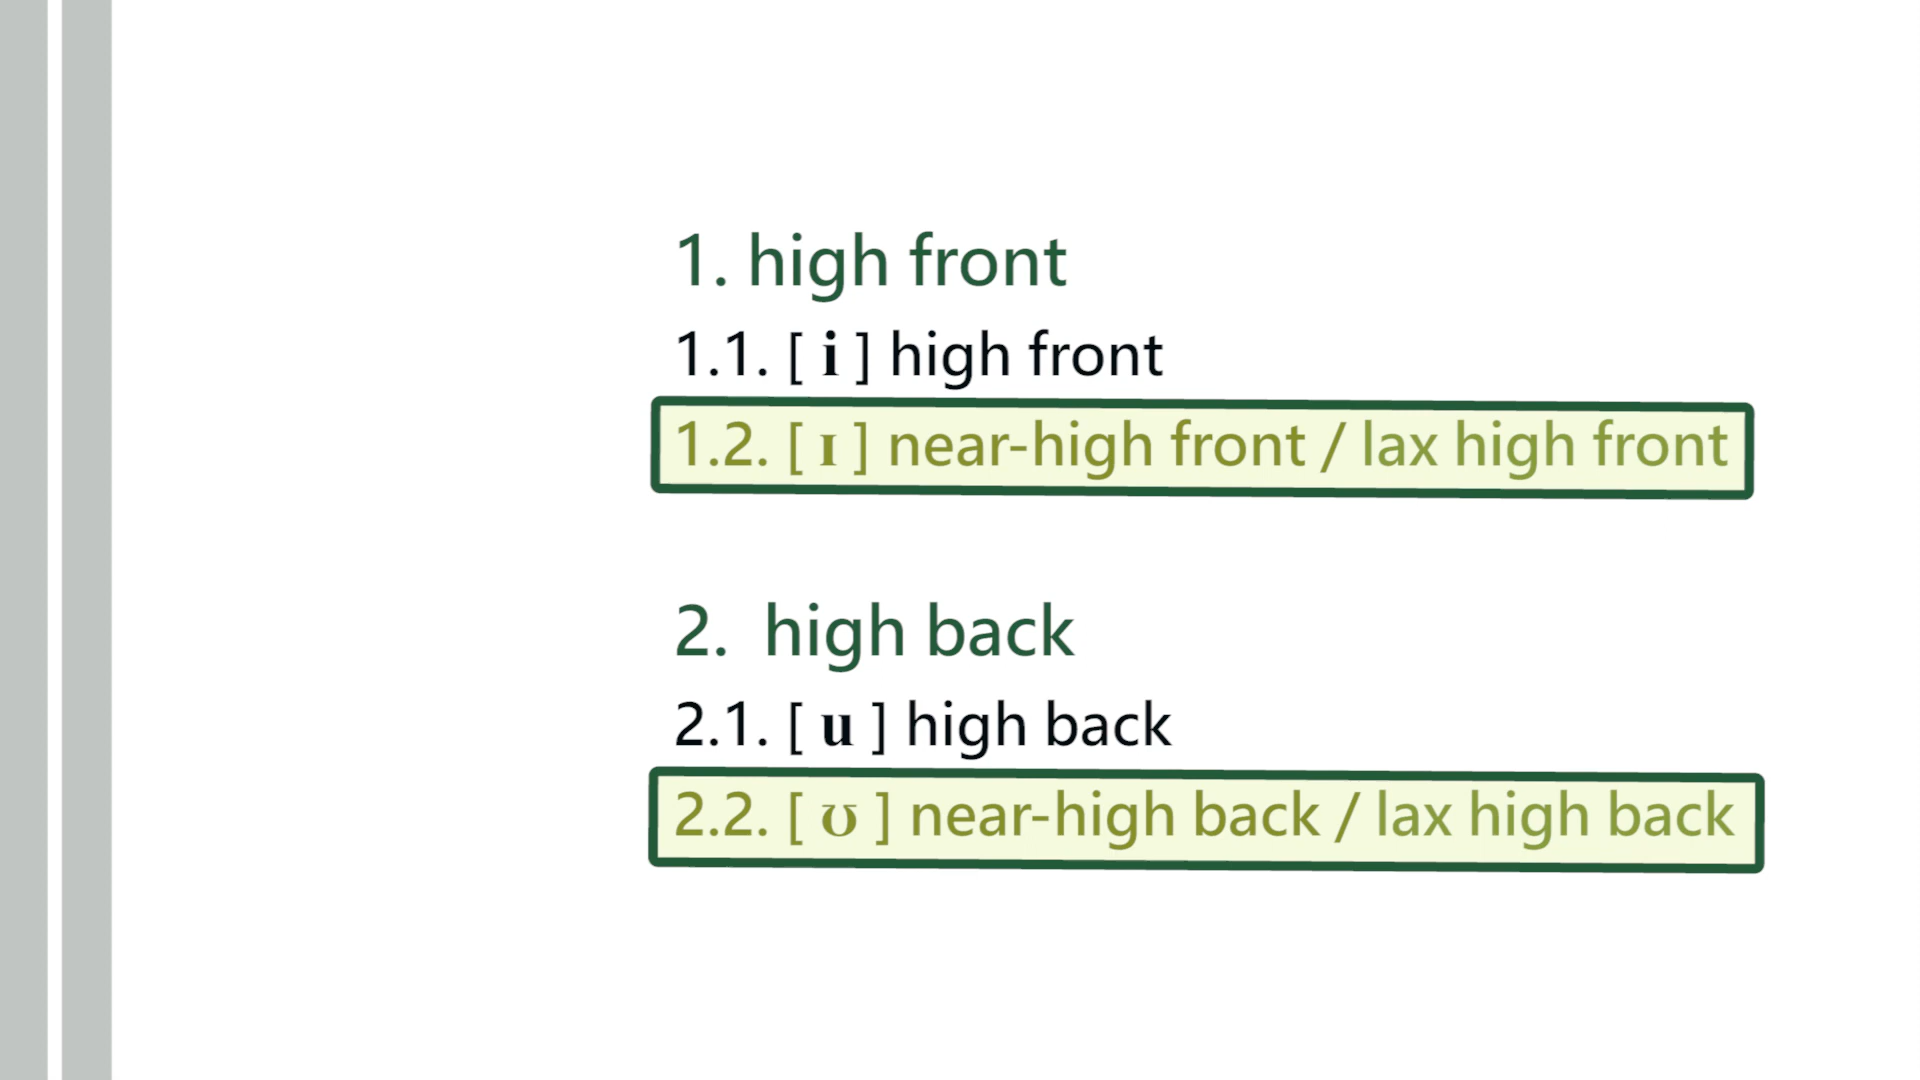 1. high front
1.1. [ i ] high front
1.2. [ ɪ ] near-high front / lax high front
2. high back
2.1. [ u ] high back
2.2. [ ʊ ] near-high back / lax high back